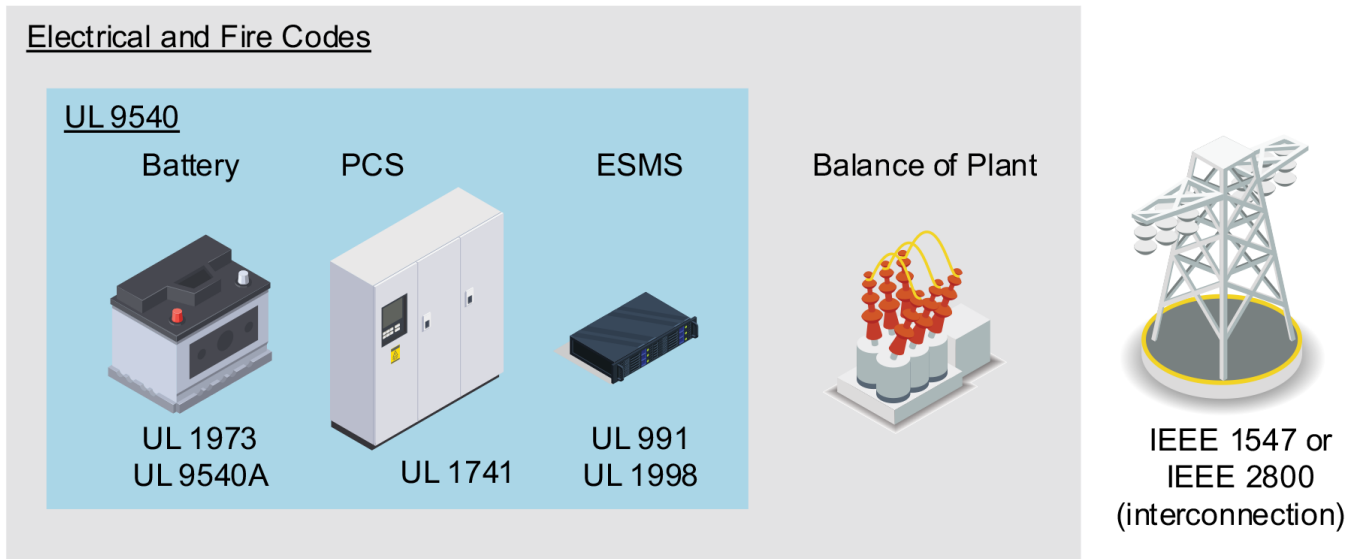 Electrical and Fire Codes
UL 9540
Battery
PCS
ESMS
Balance of Plant
UL 1973
UL 9540A
UL 1741
UL 991
UL 1998
IEEE 1547 or
IEEE 2800
(interconnection)